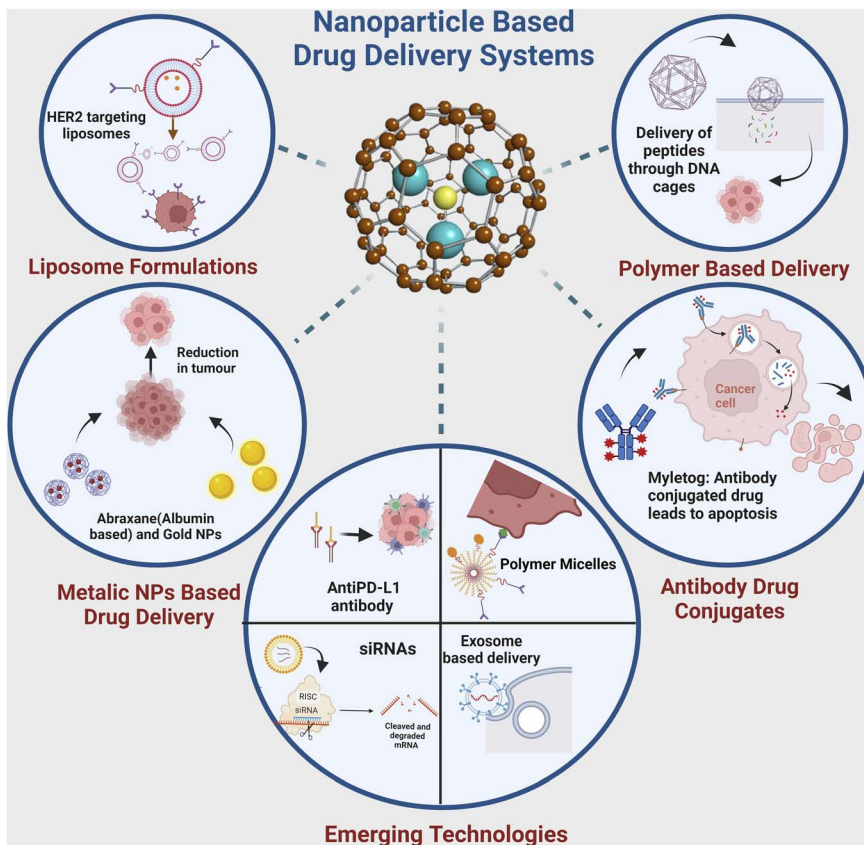 Nanoparticle Based
Drug Delivery Systems
HER2 targeting
liposomes
Liposome Formulations
Delivery of
peptides
through DNA
cages
Polymer Based Delivery
Reduction
in tumour
Abraxane(Albumin
based) and Gold NPs
Metalic NPs Based
Drug Delivery
Cancer
cell
Myletog: Antibody
conjugated drug
leads to apoptosis
Antibody Drug
Conjugates
AntiPD-L1
antibody
Polymer Micelles
siRNAs
RISC
siRNA
Cleaved and
degraded
mRNA
Exosome
based delivery
Emerging Technologies